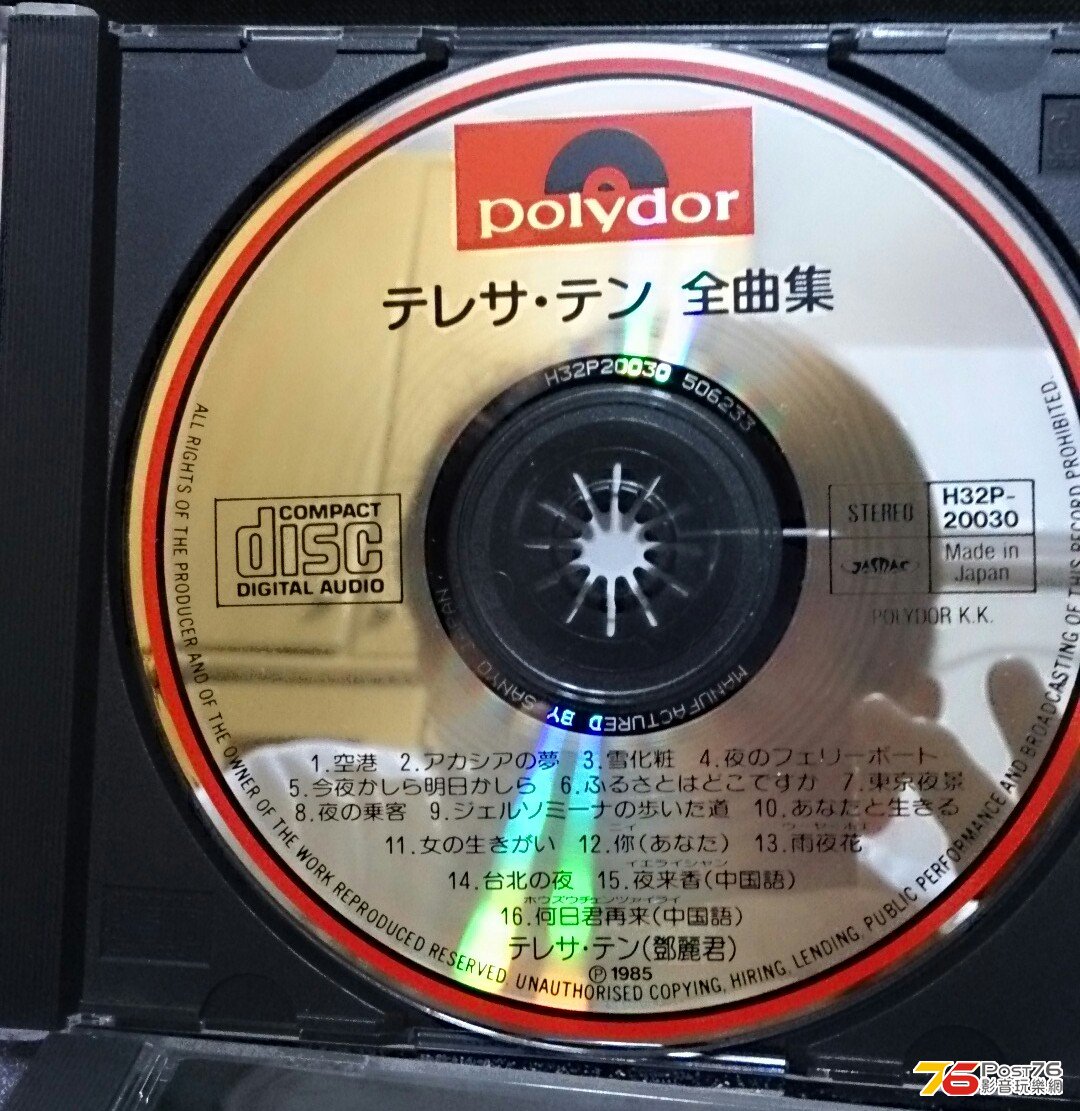 polydor
テレサ・テン 全曲集
H32P20030 506233
COMPACT
disc
DIGITAL AUDIO
STEREO
H32P-
20030
JASRAC
Made in
Japan
POLYDOR K.K.
MANUFACTURED BY SANYO JAPAN
1.空港 2.アカシアの夢 3.雪化粧 4.夜のフェリーボート
5.今夜かしら明日かしら 6.ふるさとはどこですか 7.東京夜景
8.夜の乗客 9.ジェルソミーナの歩いた道 10.あなたと生きる
ニイ
11.女の生きがい 12.你(あなた) 13.雨夜花
イエライシャン
14.台北の夜 15.夜来香(中国語)
ホウズウチェンツァイライ
16.何日君再来(中国語)
テレサ・テン(鄧麗君)
Ⓟ1985
ALL RIGHTS OF THE PRODUCER AND OF THE OWNER OF THE WORK REPRODUCED RESERVED. UNAUTHORISED COPYING, HIRING, LENDING, PUBLIC PERFORMANCE AND BROADCASTING OF THIS RECORD PROHIBITED.
76 Post76
影音玩樂網